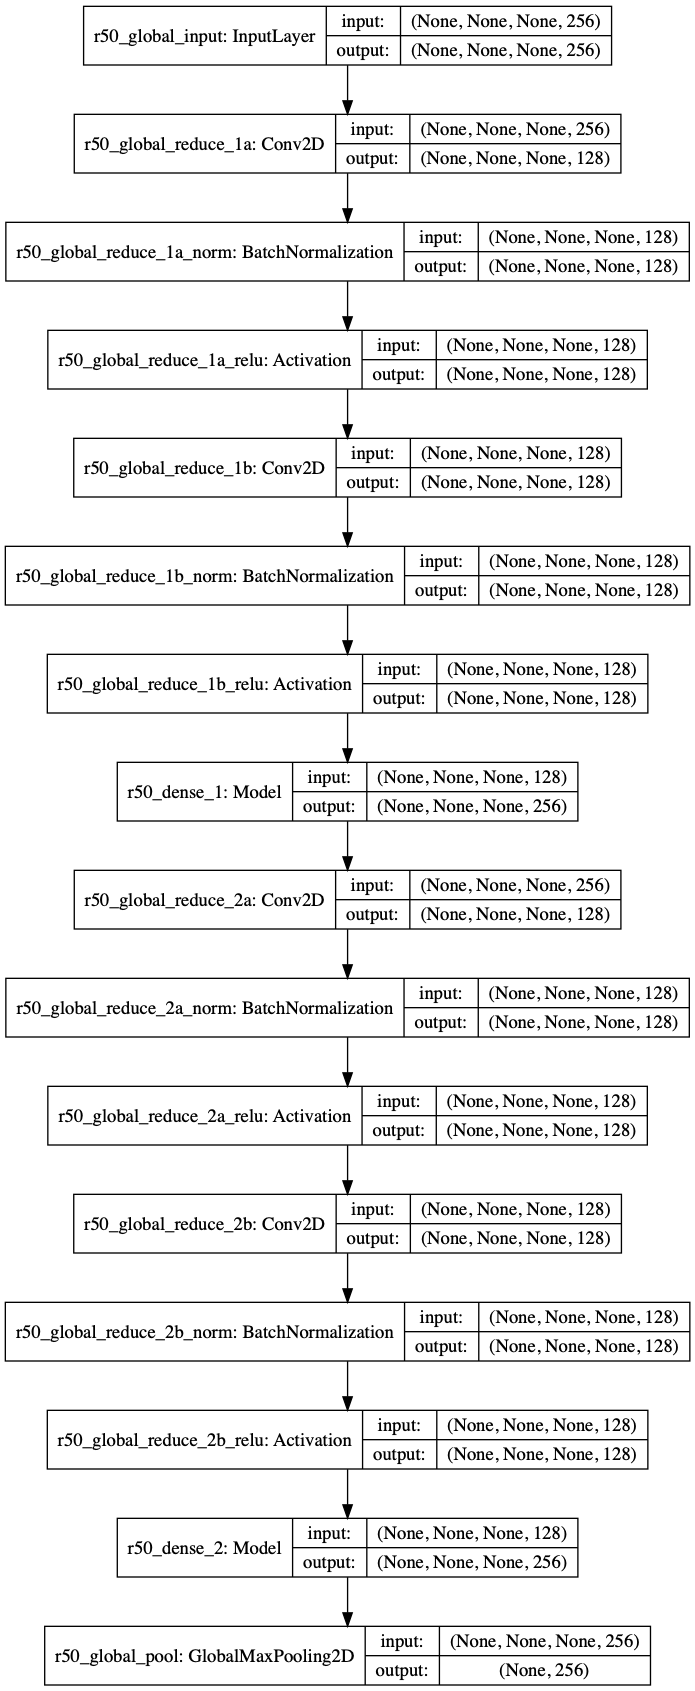 r50_global_input: InputLayer
input: (None, None, None, 256)
output: (None, None, None, 256)
r50_global_reduce_1a: Conv2D
input: (None, None, None, 256)
output: (None, None, None, 128)
r50_global_reduce_1a_norm: BatchNormalization
input: (None, None, None, 128)
output: (None, None, None, 128)
r50_global_reduce_1a_relu: Activation
input: (None, None, None, 128)
output: (None, None, None, 128)
r50_global_reduce_1b: Conv2D
input: (None, None, None, 128)
output: (None, None, None, 128)
r50_global_reduce_1b_norm: BatchNormalization
input: (None, None, None, 128)
output: (None, None, None, 128)
r50_global_reduce_1b_relu: Activation
input: (None, None, None, 128)
output: (None, None, None, 128)
r50_dense_1: Model
input: (None, None, None, 128)
output: (None, None, None, 256)
r50_global_reduce_2a: Conv2D
input: (None, None, None, 256)
output: (None, None, None, 128)
r50_global_reduce_2a_norm: BatchNormalization
input: (None, None, None, 128)
output: (None, None, None, 128)
r50_global_reduce_2a_relu: Activation
input: (None, None, None, 128)
output: (None, None, None, 128)
r50_global_reduce_2b: Conv2D
input: (None, None, None, 128)
output: (None, None, None, 128)
r50_global_reduce_2b_norm: BatchNormalization
input: (None, None, None, 128)
output: (None, None, None, 128)
r50_global_reduce_2b_relu: Activation
input: (None, None, None, 128)
output: (None, None, None, 128)
r50_dense_2: Model
input: (None, None, None, 128)
output: (None, None, None, 256)
r50_global_pool: GlobalMaxPooling2D
input: (None, None, None, 256)
output: (None, 256)